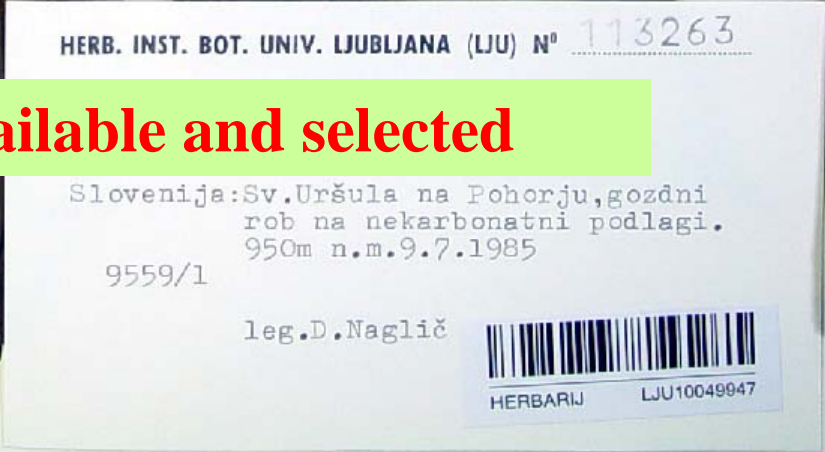 HERB. INST. BOT. UNIV. LJUBLJANA (LJU) Nº 113263
ailable and selected
Slovenija:Sv.Uršula na Pohorju,gozdni
rob na nekarbonatni podlagi.
950m n.m.9.7.1985
9559/1
leg.D.Naglič
HERBARIJ LJU10049947